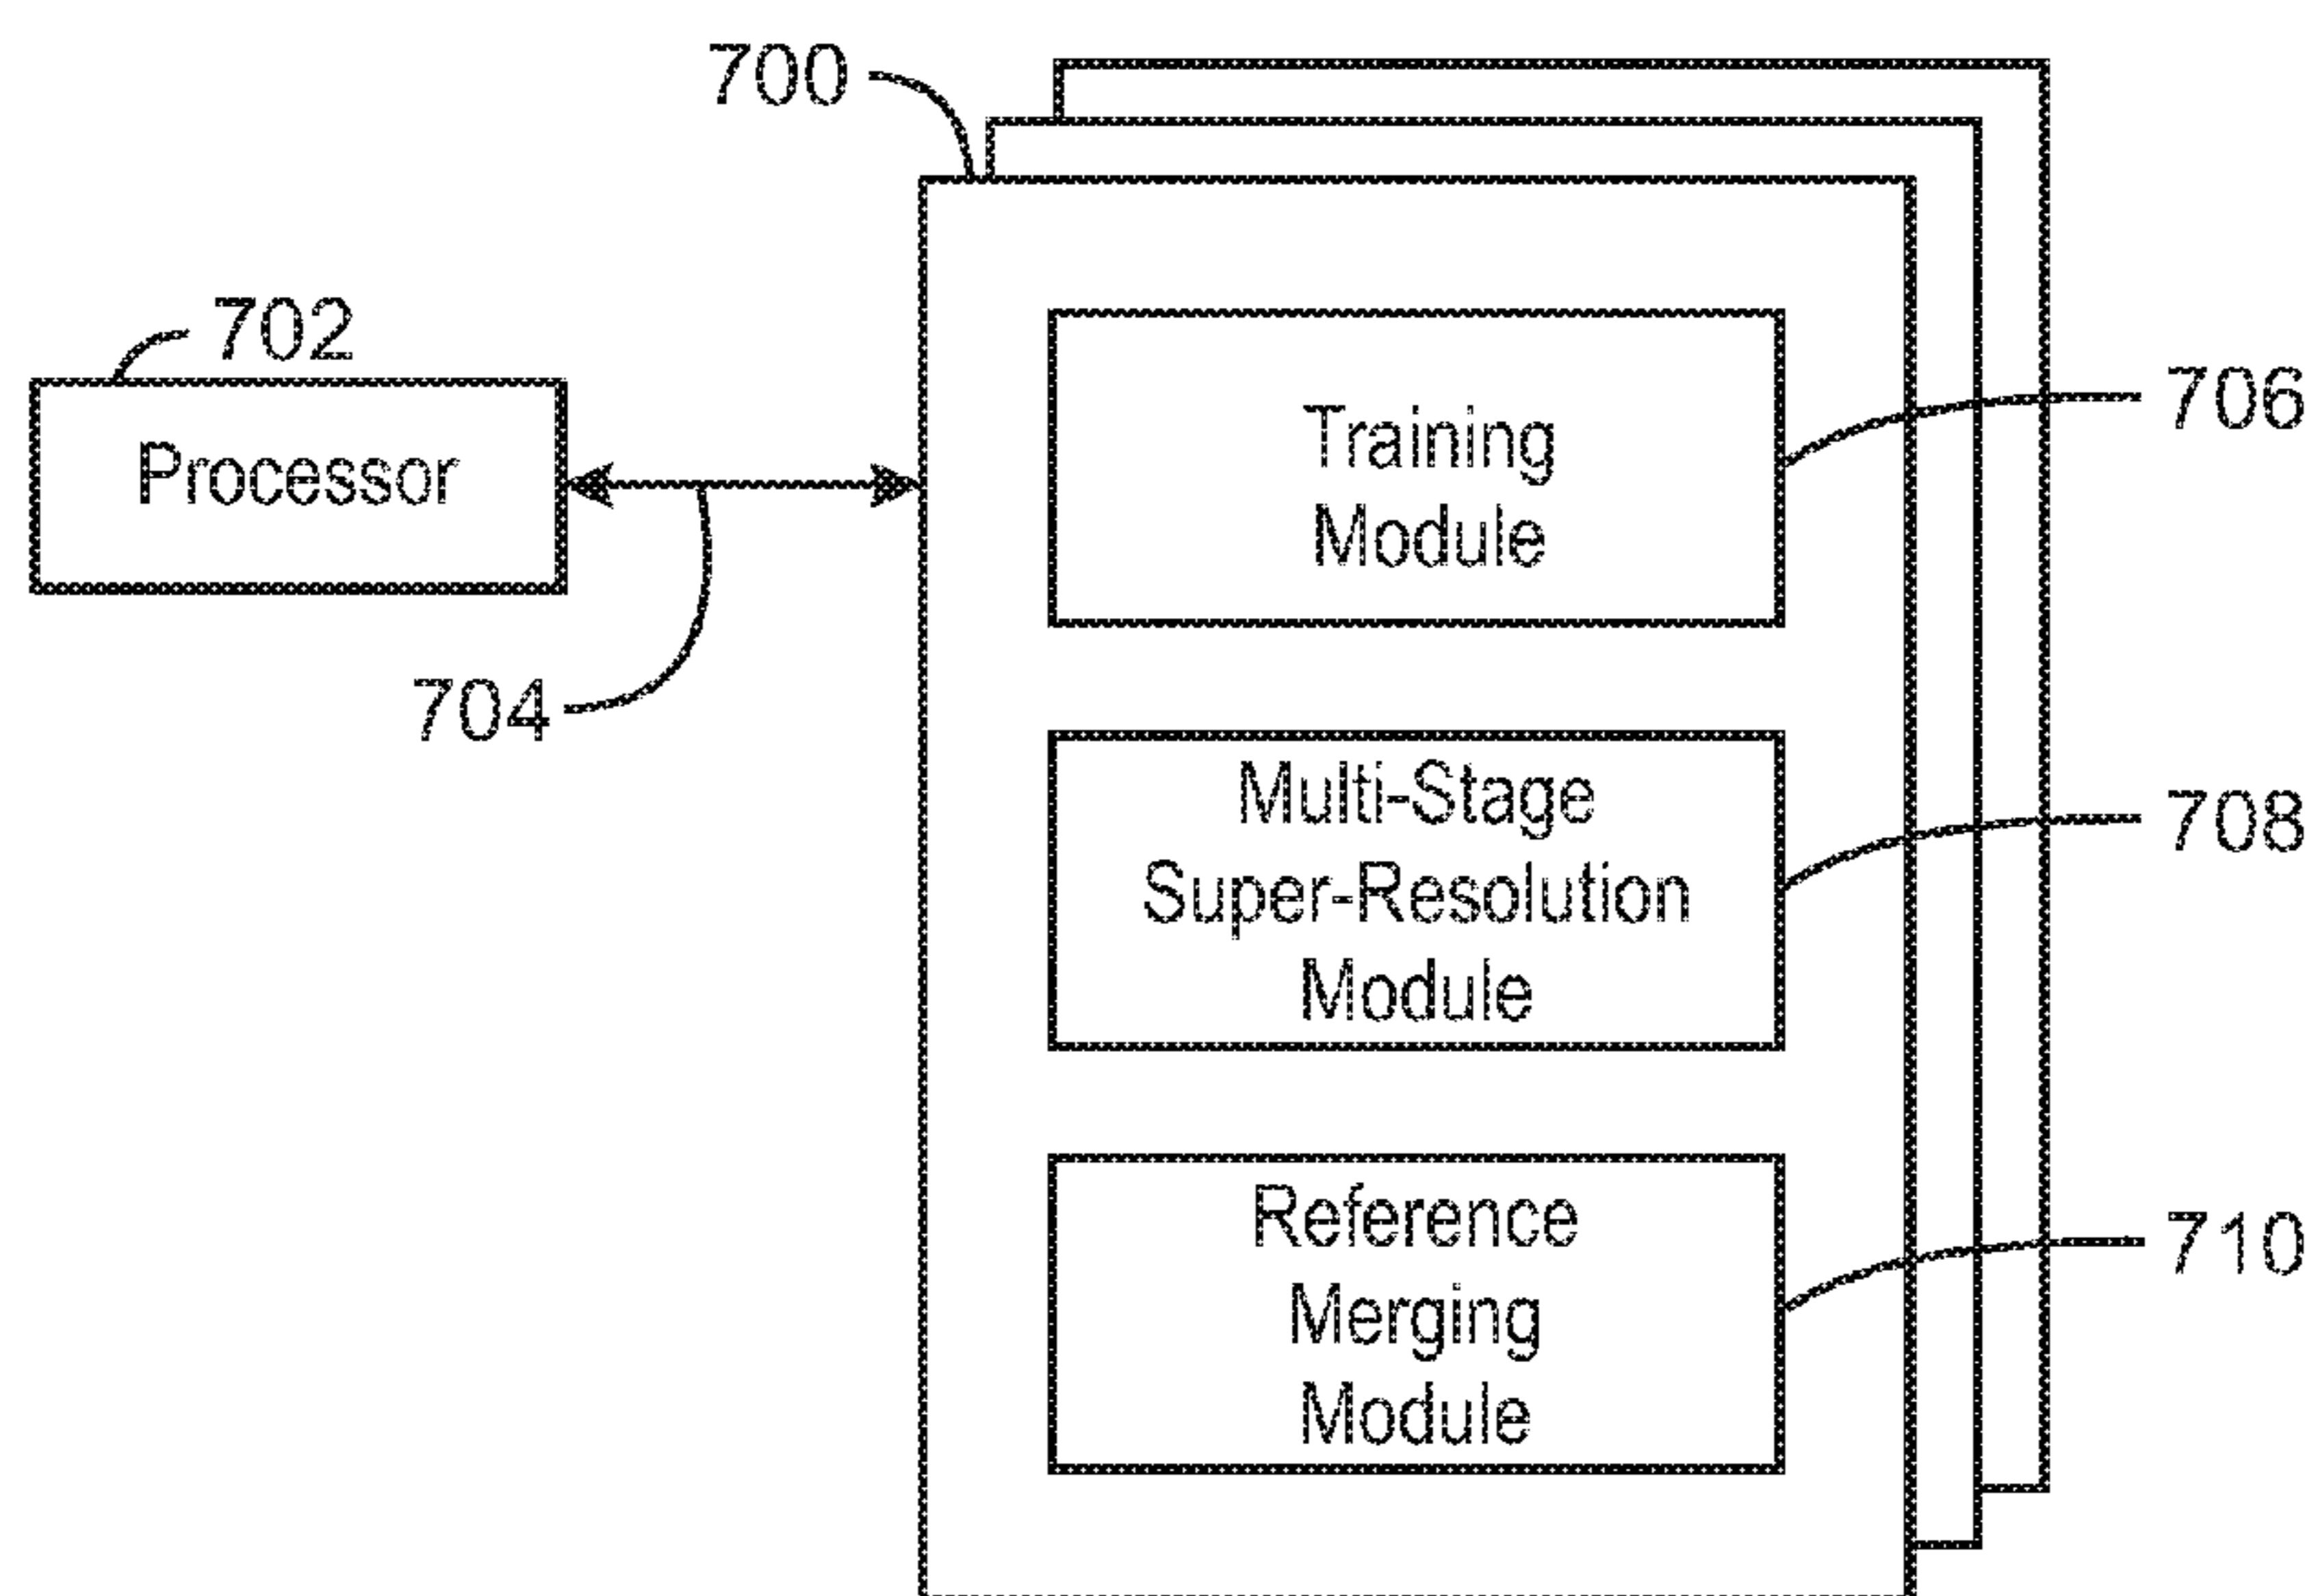 700
702
Processor
704
Training
Module
706
Multi-Stage
Super-Resolution
Module
708
Reference
Merging
Module
710